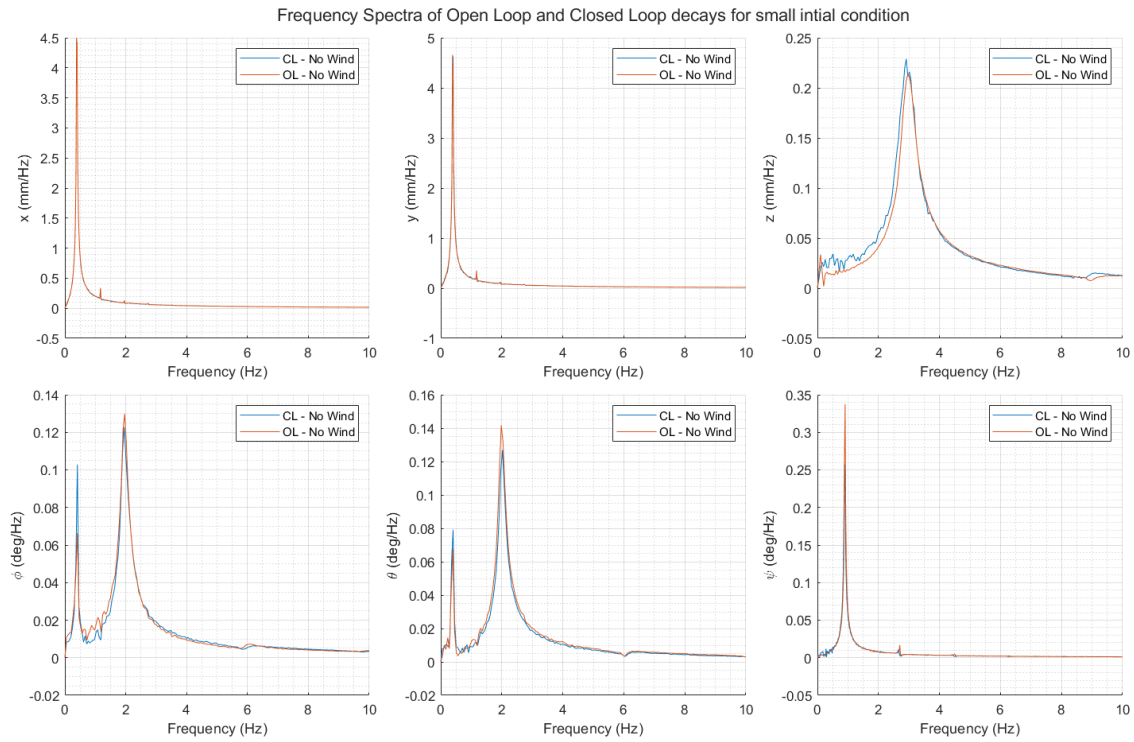 Frequency Spectra of Open Loop and Closed Loop decays for small intial condition
4.5
4
3.5
3
2.5
2
1.5
1
0.5
0
-0.5
x (mm/Hz)
0 2 4 6 8 10
Frequency (Hz)
CL - No Wind
OL - No Wind
5
4
3
2
1
0
-1
y (mm/Hz)
0 2 4 6 8 10
Frequency (Hz)
CL - No Wind
OL - No Wind
0.25
0.2
0.15
0.1
0.05
0
-0.05
z (mm/Hz)
0 2 4 6 8 10
Frequency (Hz)
CL - No Wind
OL - No Wind
0.14
0.12
0.1
0.08
0.06
0.04
0.02
0
-0.02
ϕ (deg/Hz)
0 2 4 6 8 10
Frequency (Hz)
CL - No Wind
OL - No Wind
0.16
0.14
0.12
0.1
0.08
0.06
0.04
0.02
0
-0.02
θ (deg/Hz)
0 2 4 6 8 10
Frequency (Hz)
CL - No Wind
OL - No Wind
0.35
0.3
0.25
0.2
0.15
0.1
0.05
0
-0.05
ψ (deg/Hz)
0 2 4 6 8 10
Frequency (Hz)
CL - No Wind
OL - No Wind